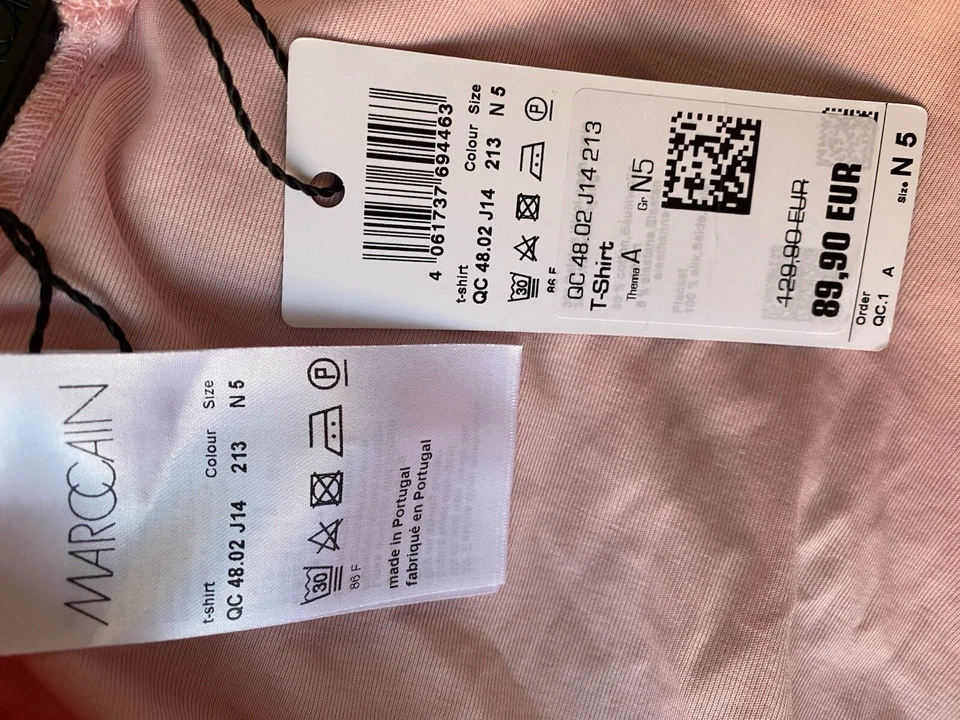 4 061737 694463
t-shirt Colour Size
QC 48.02 J14 213 N 5
30
86 F
QC 48.02 J14 213
T-Shirt
Thema A Gr N5
129,90 EUR
89,90 EUR
Order
QC.1 A Size N 5
P
MARCCAIN
t-shirt Colour Size
QC 48.02 J14 213 N 5
30
P
86 F
made in Portugal
fabriqué en Portugal